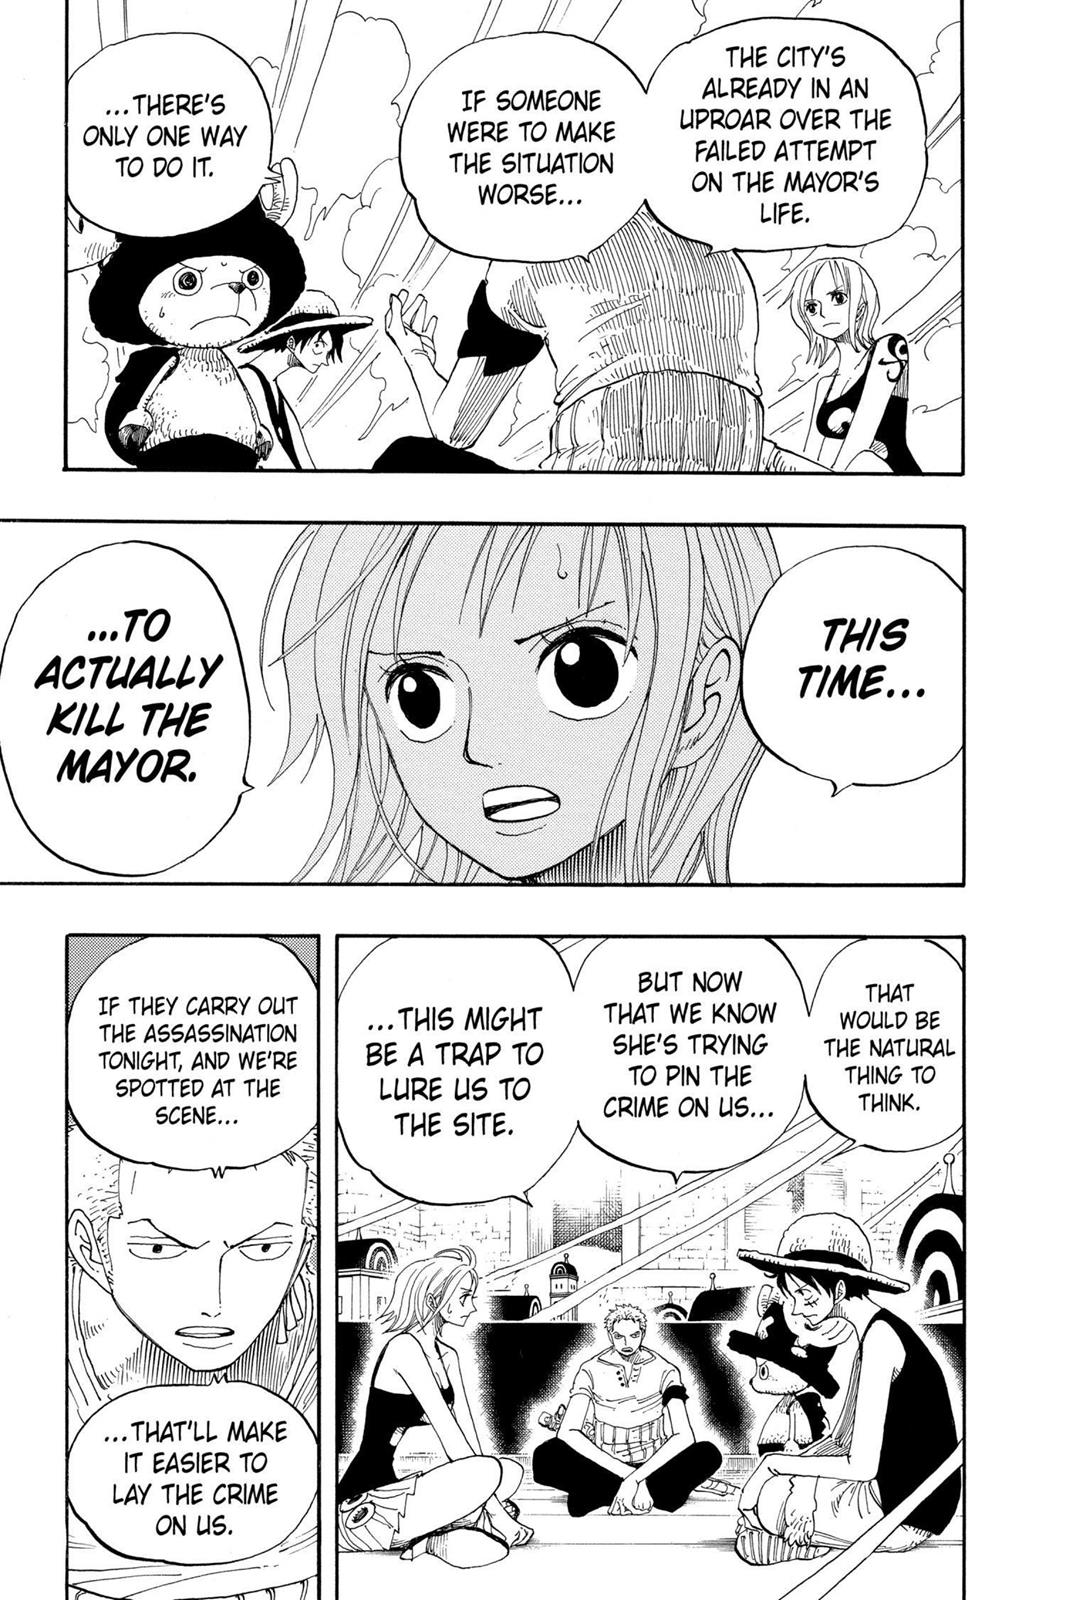 THE CITY'S
ALREADY IN AN
UPROAR OVER THE
FAILED ATTEMPT
ON THE MAYOR'S
LIFE.
IF SOMEONE
WERE TO MAKE
THE SITUATION
WORSE...
...THERE'S
ONLY ONE WAY
TO DO IT.
THIS
TIME...
...TO
ACTUALLY
KILL THE
MAYOR.
THAT
WOULD BE
THE NATURAL
THING TO
THINK.
BUT NOW
THAT WE KNOW
SHE'S TRYING
TO PIN THE
CRIME ON US...
...THIS MIGHT
BE A TRAP TO
LURE US TO
THE SITE.
IF THEY CARRY OUT
THE ASSASSINATION
TONIGHT, AND WE'RE
SPOTTED AT THE
SCENE...
...THAT'LL MAKE
IT EASIER TO
LAY THE CRIME
ON US.